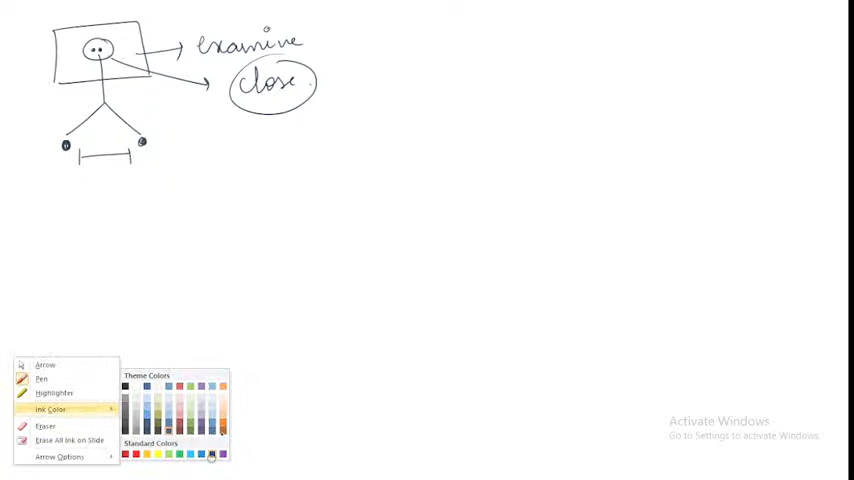 examine
close.
Arrow
Pen
Highlighter
Ink Color
Eraser
Erase All Ink on Slide
Arrow Options
Theme Colors
Standard Colors
Activate Windows
Go to Settings to activate Windows.